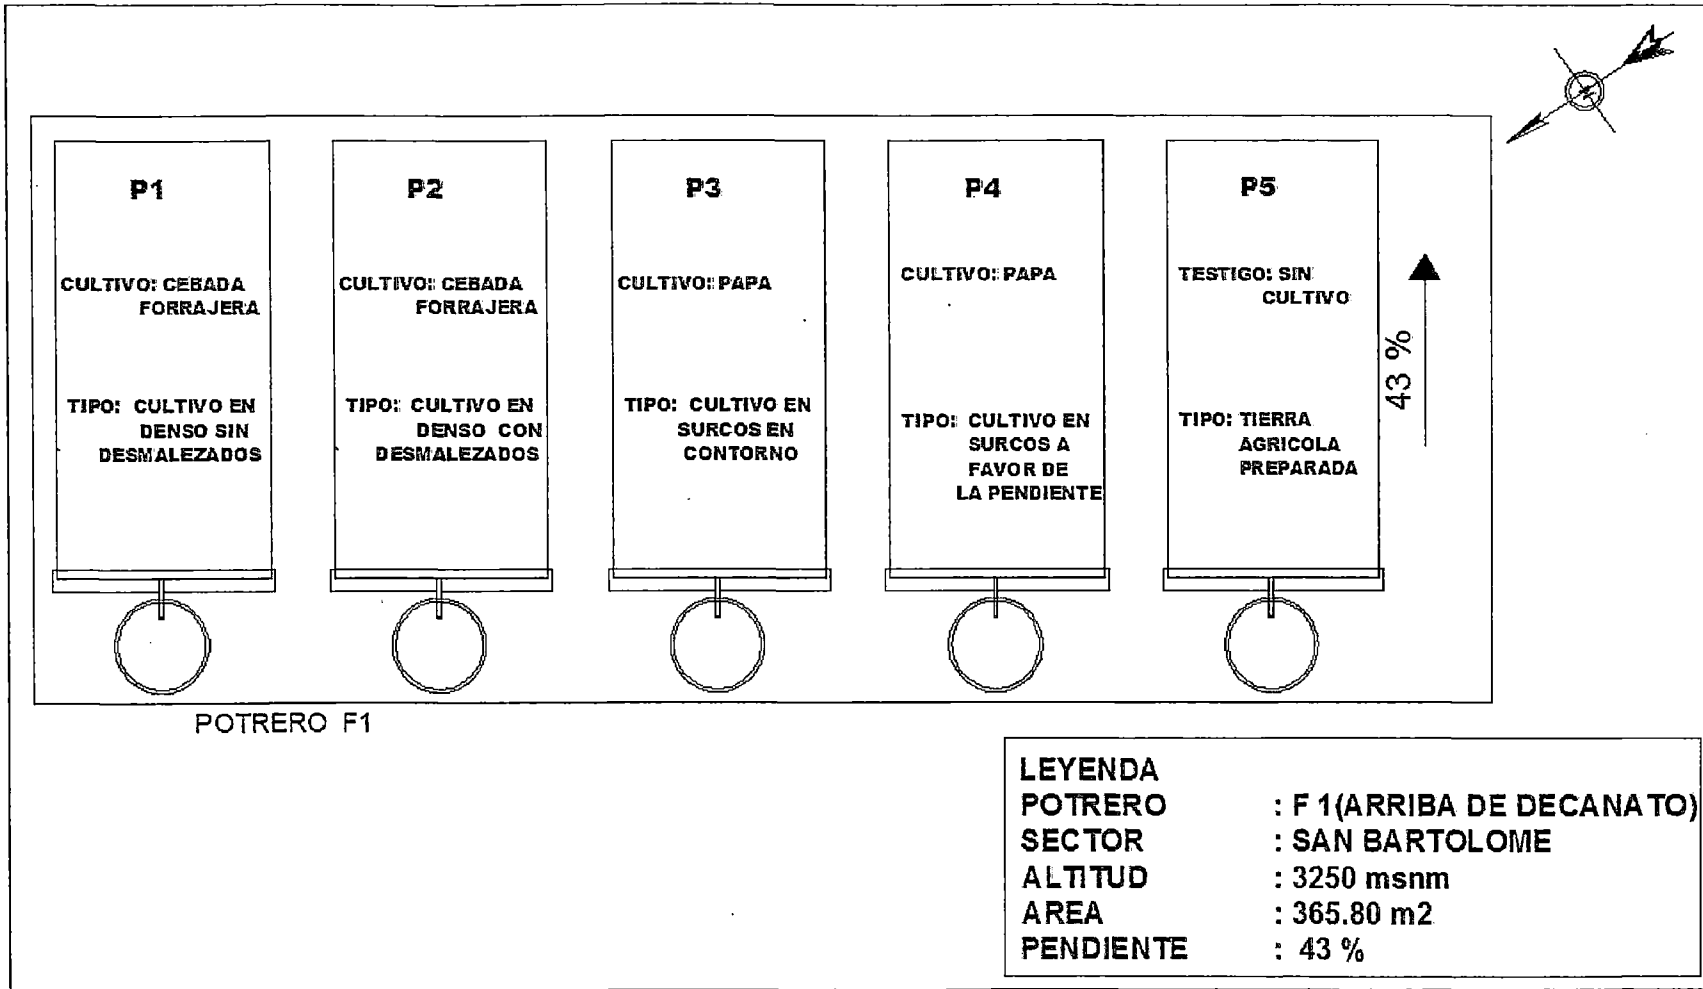 P1
CULTIVO: CEBADA
FORRAJERA
TIPO: CULTIVO EN
DENSO SIN
DESMALEZADOS
P2
CULTIVO: CEBADA
FORRAJERA
TIPO: CULTIVO EN
DENSO CON
DESMALEZADOS
P3
CULTIVO: PAPA
TIPO: CULTIVO EN
SURCOS EN
CONTORNO
P4
CULTIVO: PAPA
TIPO: CULTIVO EN
SURCOS A
FAVOR DE
LA PENDIENTE
P5
TESTIGO: SIN
CULTIVO
TIPO: TIERRA
AGRICOLA
PREPARADA
43 %
POTRERO F1
LEYENDA
POTRERO : F 1(ARRIBA DE DECANATO)
SECTOR : SAN BARTOLOME
ALTITUD : 3250 msnm
AREA : 365.80 m2
PENDIENTE : 43 %